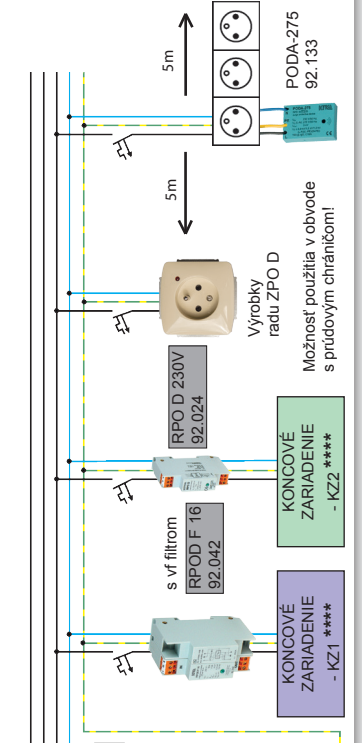 5m
5m
PODA-275
92.133
Výrobky
radu ZPO D
Možnosť použitia v obvode
s prúdovým chráničom!
RPO D 230V
92.024
s vf filtrom
RPOD F 16
92.042
KONCOVÉ
ZARIADENIE
- KZ2 ****
KONCOVÉ
ZARIADENIE
- KZ1 ****